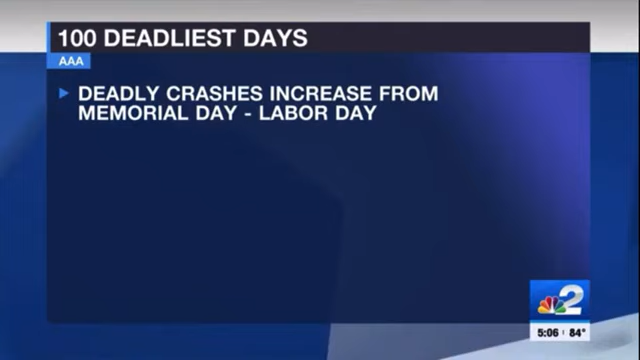 100 DEADLIEST DAYS
AAA
DEADLY CRASHES INCREASE FROM
MEMORIAL DAY - LABOR DAY
2
5:06 84°